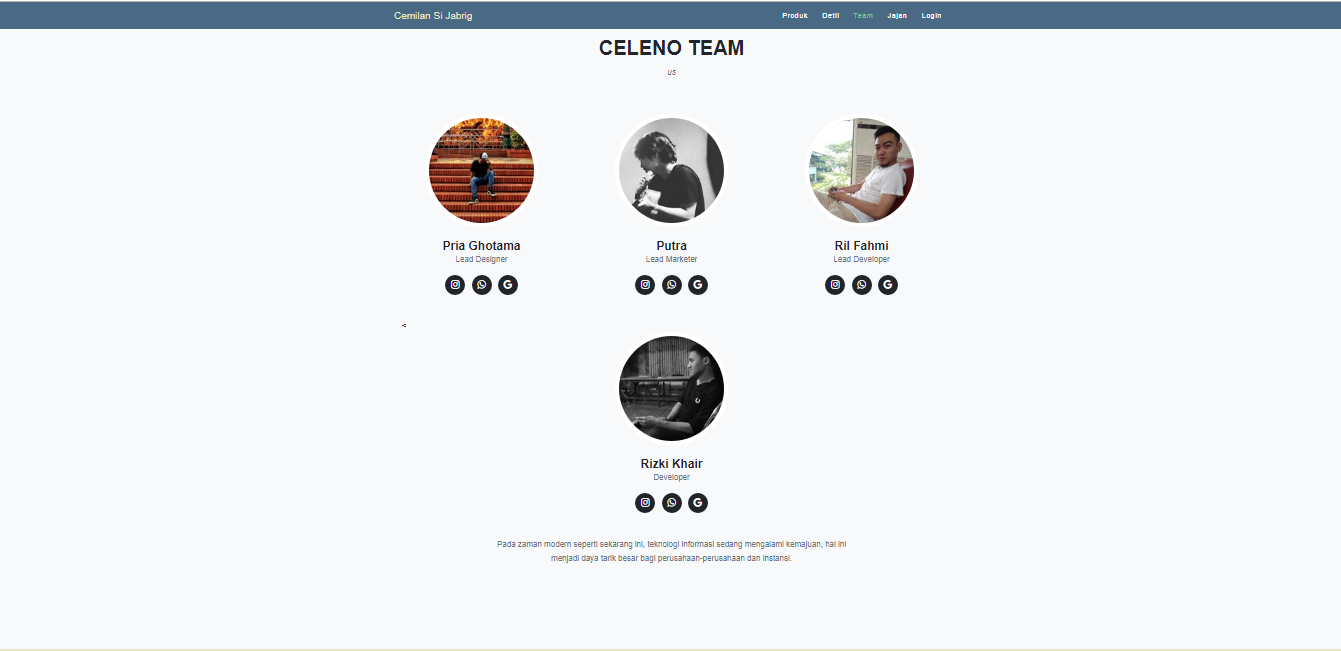 Cemilan Si Jabrig
Produk Detil Team Jajan Login
CELENO TEAM
us
Pria Ghotama
Lead Designer
Putra
Lead Marketer
Ril Fahmi
Lead Developer
<
Rizki Khair
Developer
Pada zaman modern seperti sekarang ini, teknologi informasi sedang mengalami kemajuan, hal ini
menjadi daya tarik besar bagi perusahaan-perusahaan dan instansi.